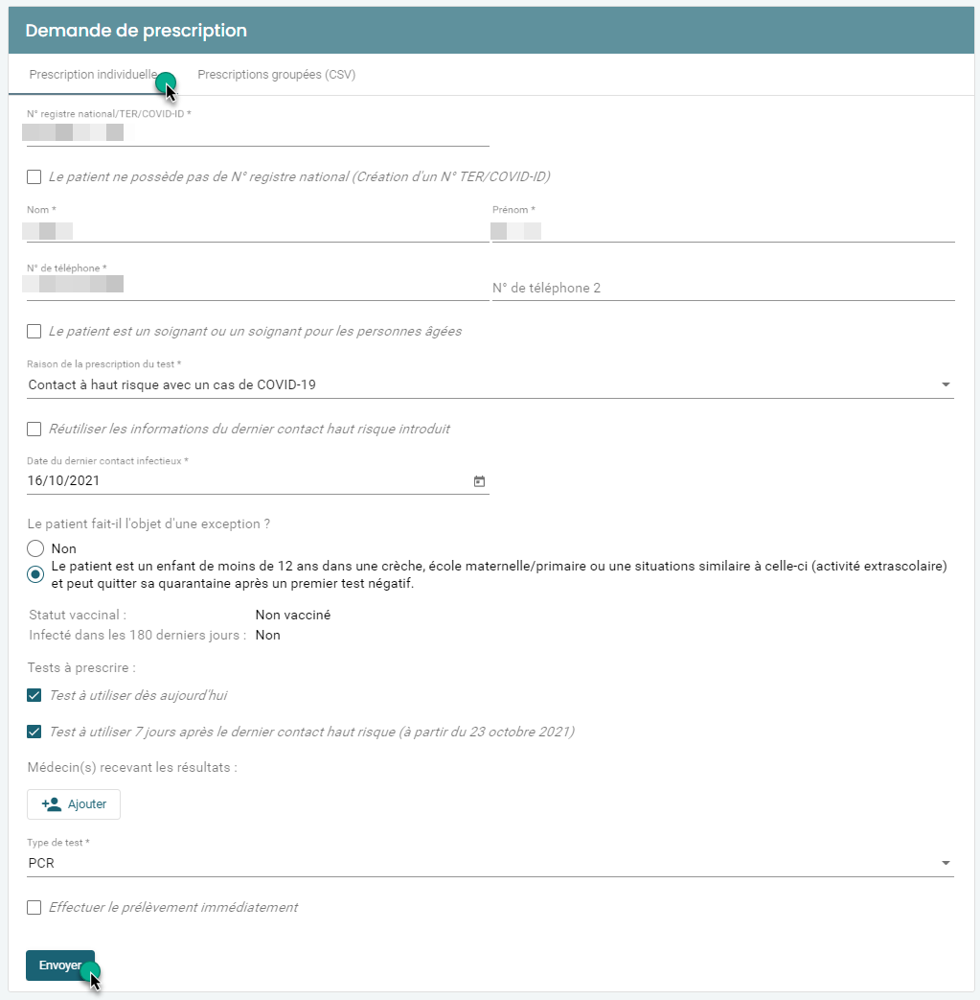 Demande de prescription
Prescription individuelle
Prescriptions groupées (CSV)
N° registre national/TER/COVID-ID *
Le patient ne possède pas de N° registre national (Création d'un N° TER/COVID-ID)
Nom *
Prénom *
N° de téléphone *
N° de téléphone 2
Le patient est un soignant ou un soignant pour les personnes âgées
Raison de la prescription du test *
Contact à haut risque avec un cas de COVID-19
Réutiliser les informations du dernier contact haut risque introduit
Date du dernier contact infectieux *
16/10/2021
Le patient fait-il l'objet d'une exception ?
Non
Le patient est un enfant de moins de 12 ans dans une crèche, école maternelle/primaire ou une situations similaire à celle-ci (activité extrascolaire)
et peut quitter sa quarantaine après un premier test négatif.
Statut vaccinal : Non vacciné
Infecté dans les 180 derniers jours : Non
Tests à prescrire :
Test à utiliser dès aujourd'hui
Test à utiliser 7 jours après le dernier contact haut risque (à partir du 23 octobre 2021)
Médecin(s) recevant les résultats :
Ajouter
Type de test *
PCR
Effectuer le prélèvement immédiatement
Envoyer